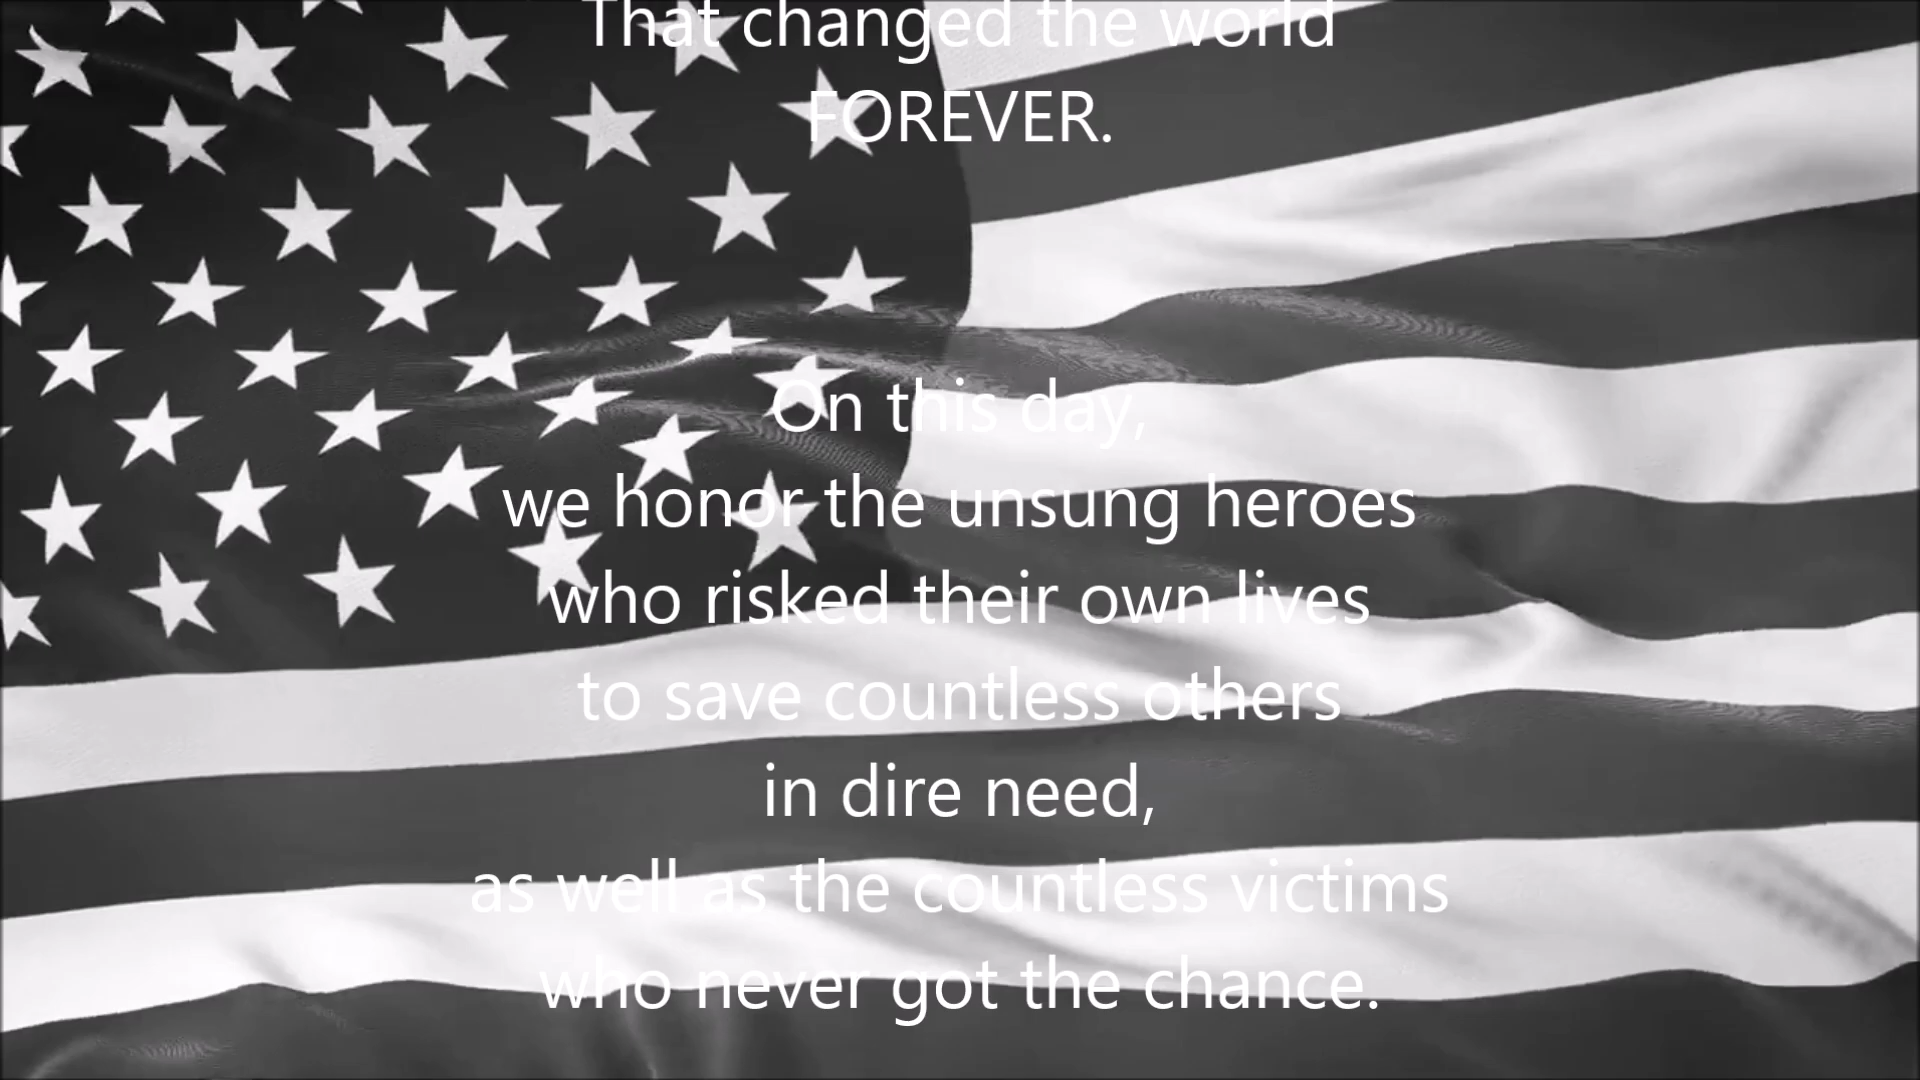 That changed the world
FOREVER.
On this day,
we honor the unsung heroes
who risked their own lives
to save countless others
in dire need,
as well as the countless victims
who never got the chance.